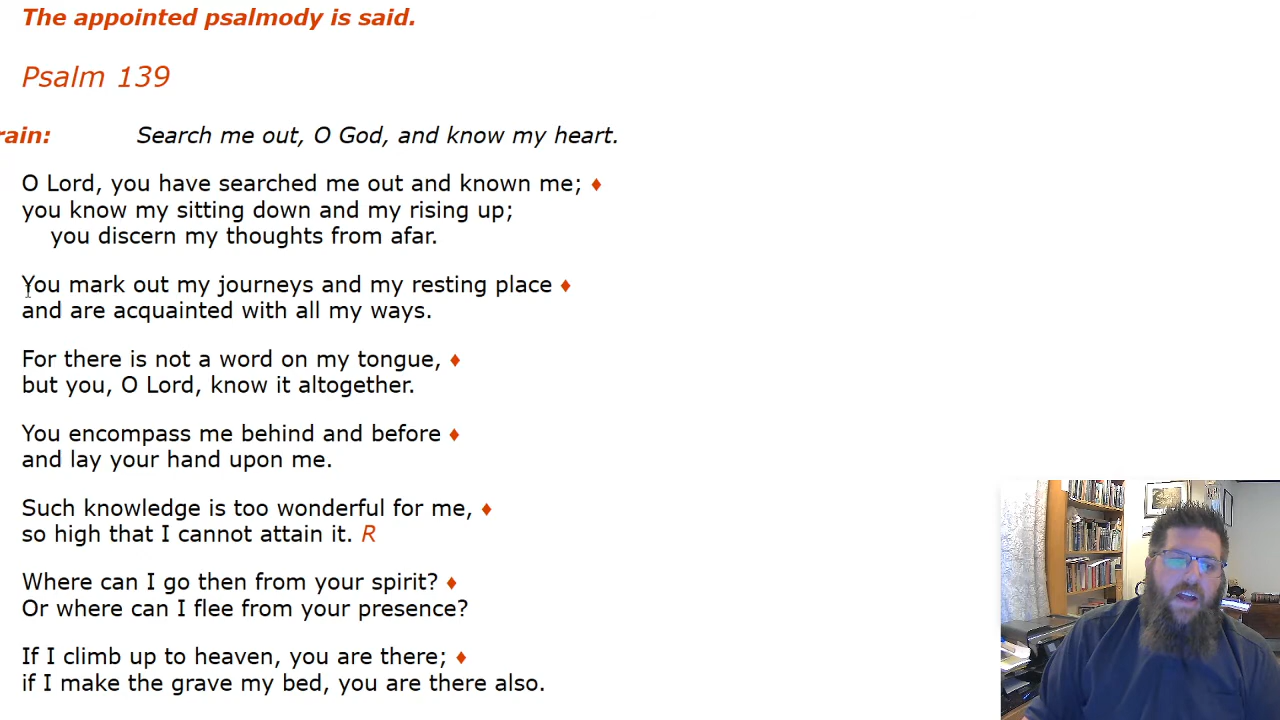 The appointed psalmody is said.
Psalm 139
rain: Search me out, O God, and know my heart.
O Lord, you have searched me out and known me; ♦
you know my sitting down and my rising up;
you discern my thoughts from afar.
You mark out my journeys and my resting place ♦
and are acquainted with all my ways.
For there is not a word on my tongue, ♦
but you, O Lord, know it altogether.
You encompass me behind and before ♦
and lay your hand upon me.
Such knowledge is too wonderful for me, ♦
so high that I cannot attain it. R
Where can I go then from your spirit? ♦
Or where can I flee from your presence?
If I climb up to heaven, you are there; ♦
if I make the grave my bed, you are there also.